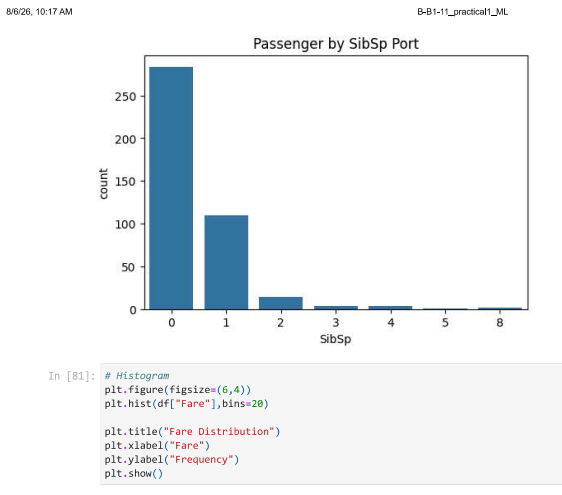 8/6/26, 10:17 AM B-B1-11_practical1_ML
Passenger by SibSp Port
250
200
150
100
50
0
count
0 1 2 3 4 5 8
SibSp
In [81]: # Histogram
plt.figure(figsize=(6,4))
plt.hist(df["Fare"],bins=20)
plt.title("Fare Distribution")
plt.xlabel("Fare")
plt.ylabel("Frequency")
plt.show()